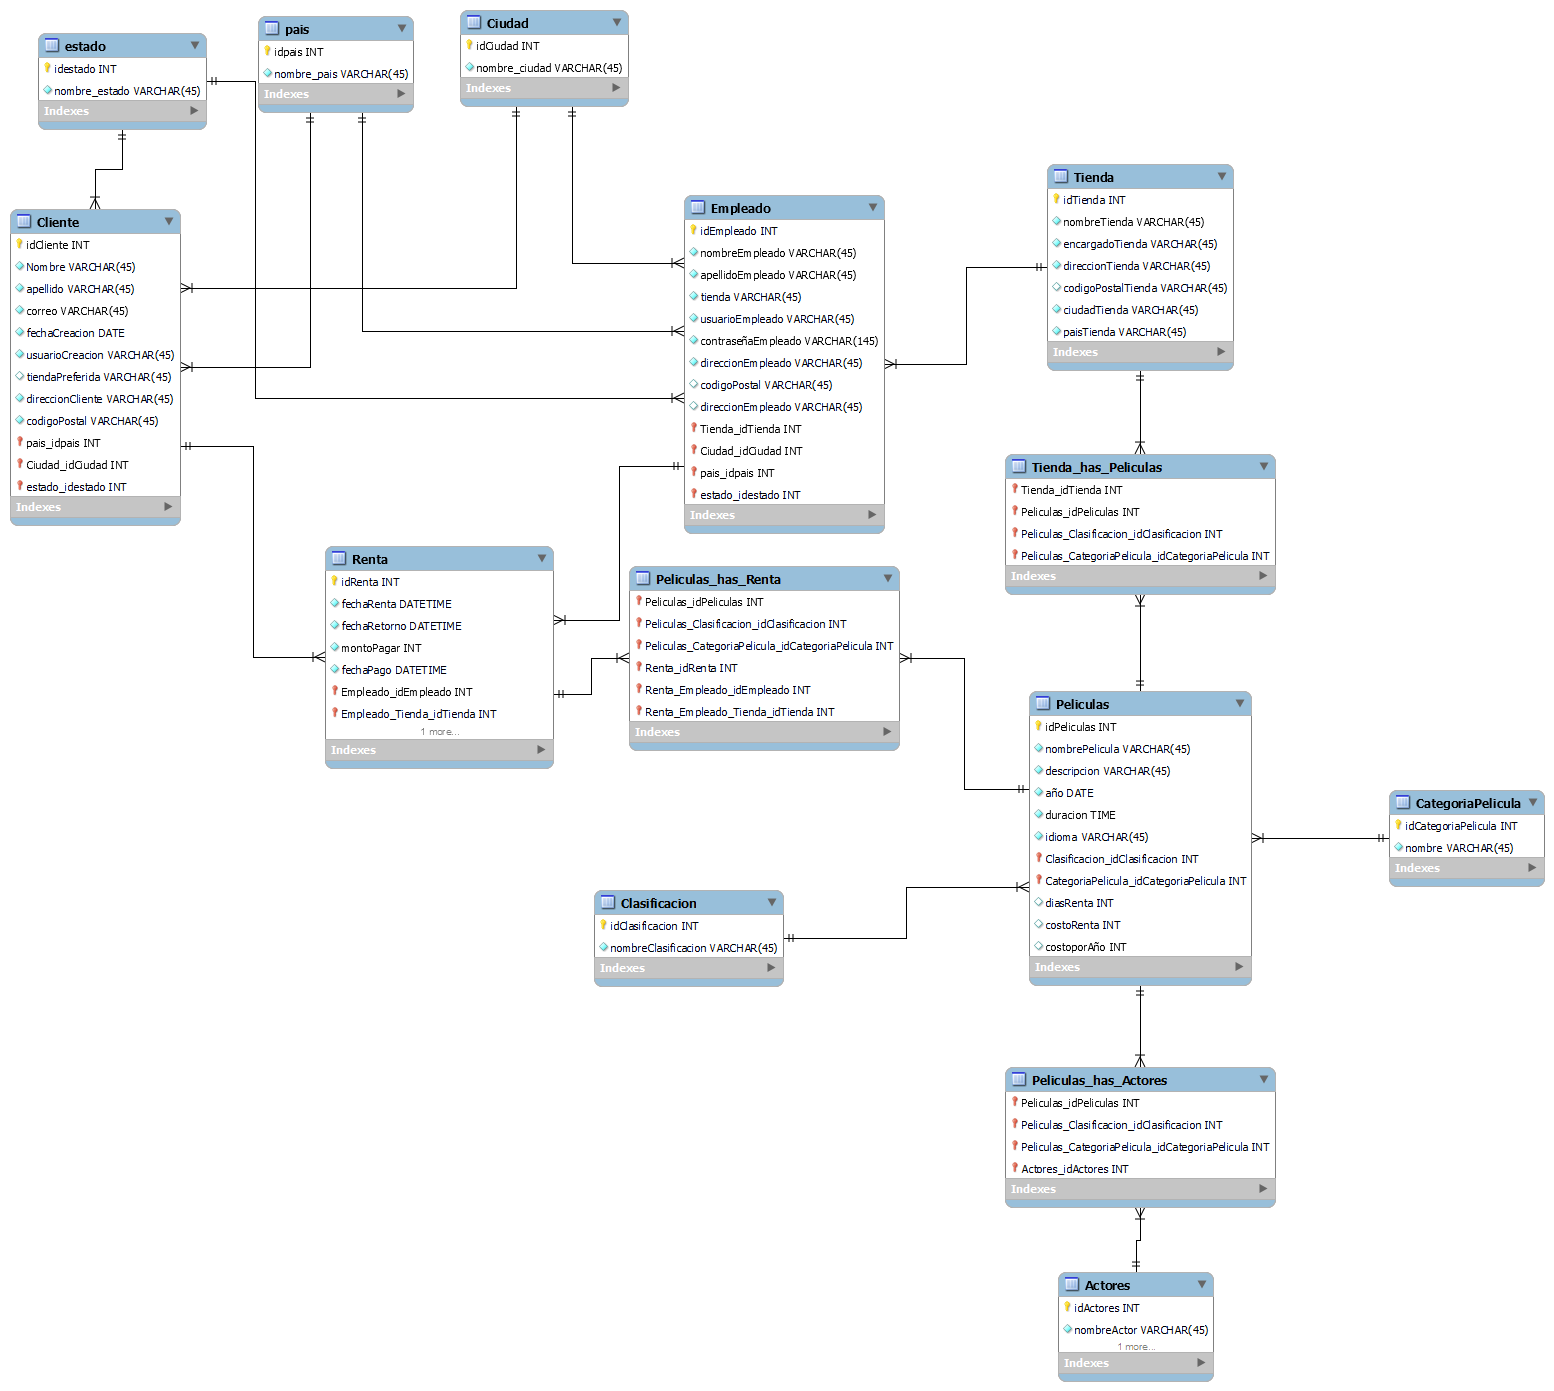 estado
idestado INT
nombre_estado VARCHAR(45)
Indexes
pais
idpais INT
nombre_pais VARCHAR(45)
Indexes
Ciudad
idCiudad INT
nombre_ciudad VARCHAR(45)
Indexes
Cliente
idCliente INT
Nombre VARCHAR(45)
apellido VARCHAR(45)
correo VARCHAR(45)
fechaCreacion DATE
usuarioCreacion VARCHAR(45)
tiendaPreferida VARCHAR(45)
direccionCliente VARCHAR(45)
codigoPostal VARCHAR(45)
pais_idpais INT
Ciudad_idCiudad INT
estado_idestado INT
Indexes
Empleado
idEmpleado INT
nombreEmpleado VARCHAR(45)
apellidoEmpleado VARCHAR(45)
tienda VARCHAR(45)
usuarioEmpleado VARCHAR(45)
contraseñaEmpleado VARCHAR(145)
direccionEmpleado VARCHAR(45)
codigoPostal VARCHAR(45)
direccionEmpleado VARCHAR(45)
Tienda_idTienda INT
Ciudad_idCiudad INT
pais_idpais INT
estado_idestado INT
Indexes
Tienda
idTienda INT
nombreTienda VARCHAR(45)
encargadoTienda VARCHAR(45)
direccionTienda VARCHAR(45)
codigoPostalTienda VARCHAR(45)
ciudadTienda VARCHAR(45)
paisTienda VARCHAR(45)
Indexes
Tienda_has_Peliculas
Tienda_idTienda INT
Peliculas_idPeliculas INT
Peliculas_Clasificacion_idClasificacion INT
Peliculas_CategoriaPelicula_idCategoriaPelicula INT
Indexes
Renta
idRenta INT
fechaRenta DATETIME
fechaRetorno DATETIME
montoPagar INT
fechaPago DATETIME
Empleado_idEmpleado INT
Empleado_Tienda_idTienda INT
1 more...
Indexes
Peliculas_has_Renta
Peliculas_idPeliculas INT
Peliculas_Clasificacion_idClasificacion INT
Peliculas_CategoriaPelicula_idCategoriaPelicula INT
Renta_idRenta INT
Renta_Empleado_idEmpleado INT
Renta_Empleado_Tienda_idTienda INT
Indexes
Peliculas
idPeliculas INT
nombrePelicula VARCHAR(45)
descripcion VARCHAR(45)
año DATE
duracion TIME
idioma VARCHAR(45)
Clasificacion_idClasificacion INT
CategoriaPelicula_idCategoriaPelicula INT
diasRenta INT
costoRenta INT
costoporAño INT
Indexes
CategoriaPelicula
idCategoriaPelicula INT
nombre VARCHAR(45)
Indexes
Clasificacion
idClasificacion INT
nombreClasificacion VARCHAR(45)
Indexes
Peliculas_has_Actores
Peliculas_idPeliculas INT
Peliculas_Clasificacion_idClasificacion INT
Peliculas_CategoriaPelicula_idCategoriaPelicula INT
Actores_idActores INT
Indexes
Actores
idActores INT
nombreActor VARCHAR(45)
1 more...
Indexes